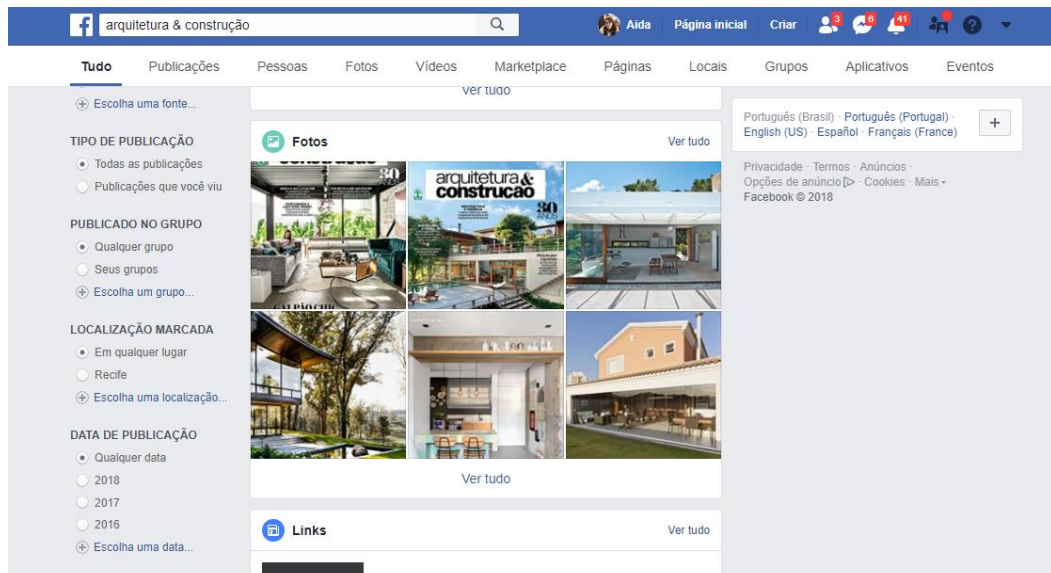 arquitetura & construção
Aida
Página inicial
Criar
3
6
41
Tudo
Publicações
Pessoas
Fotos
Vídeos
Marketplace
Páginas
Locais
Grupos
Aplicativos
Eventos
Escolha uma fonte...
TIPO DE PUBLICAÇÃO
Todas as publicações
Publicações que você viu
PUBLICADO NO GRUPO
Qualquer grupo
Seus grupos
Escolha um grupo...
LOCALIZAÇÃO MARCADA
Em qualquer lugar
Recife
Escolha uma localização...
DATA DE PUBLICAÇÃO
Qualquer data
2018
2017
2016
Escolha uma data...
Ver tudo
Fotos
Ver tudo
construção
30
arquitetura&
construção
30
ANOS
Ver tudo
Links
Ver tudo
Português (Brasil) · Português (Portugal) ·
English (US) · Español · Français (France)
Privacidade · Termos · Anúncios ·
Opções de anúncio · Cookies · Mais
Facebook © 2018